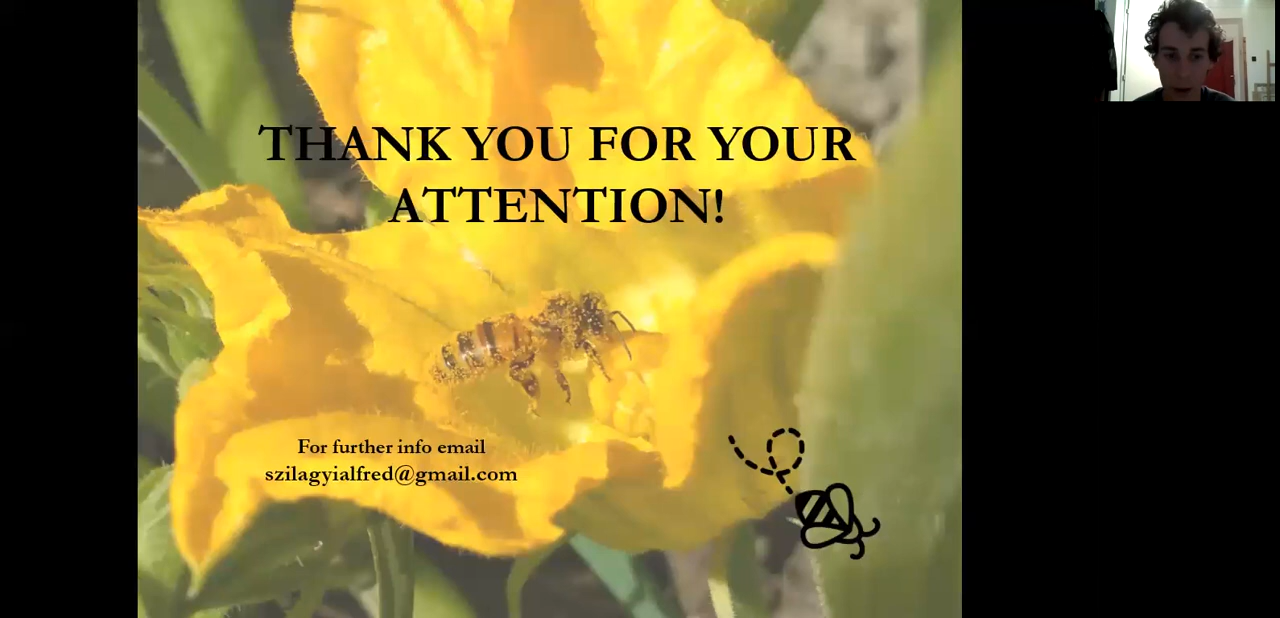 THANK YOU FOR YOUR
ATTENTION!
For further info email
szilagyialfred@gmail.com